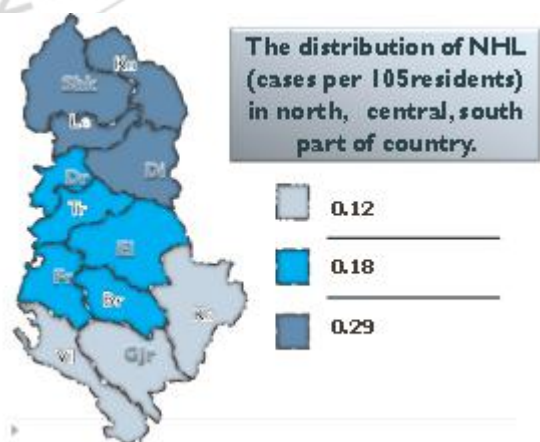 The distribution of NHL
(cases per 105residents)
in north, central, south
part of country.
Ku
Shk
Le
Di
Dr
Tr
El
Fr
Br
Ko
Vl
Gjr
0.12
0.18
0.29